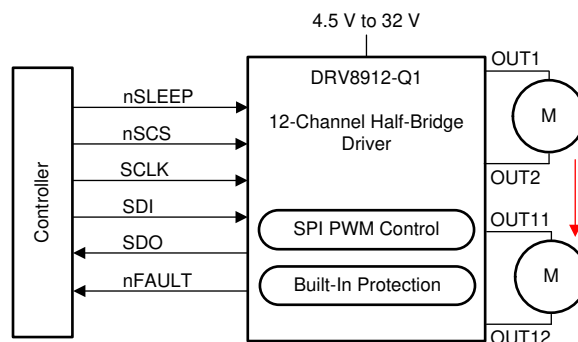 4.5 V to 32 V
Controller
nSLEEP
nSCS
SCLK
SDI
SDO
nFAULT
DRV8912-Q1
12-Channel Half-Bridge
Driver
SPI PWM Control
Built-In Protection
OUT1
M
OUT2
OUT11
M
OUT12